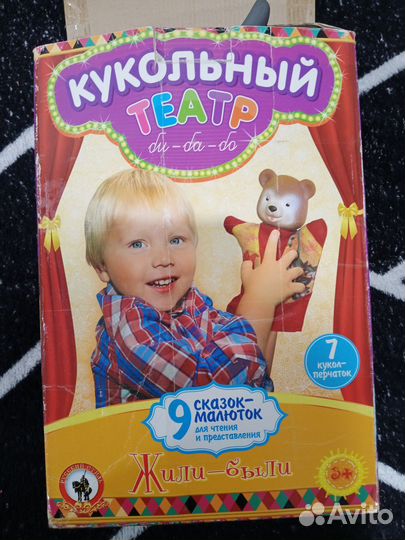 КУКОЛЬНЫЙ
ТЕАТР
би-ба-бо
7
кукол-
перчаток
9 СКАЗОК-
МАЛЮТОК
для чтения
и представления
Жили-были
3+
Avito